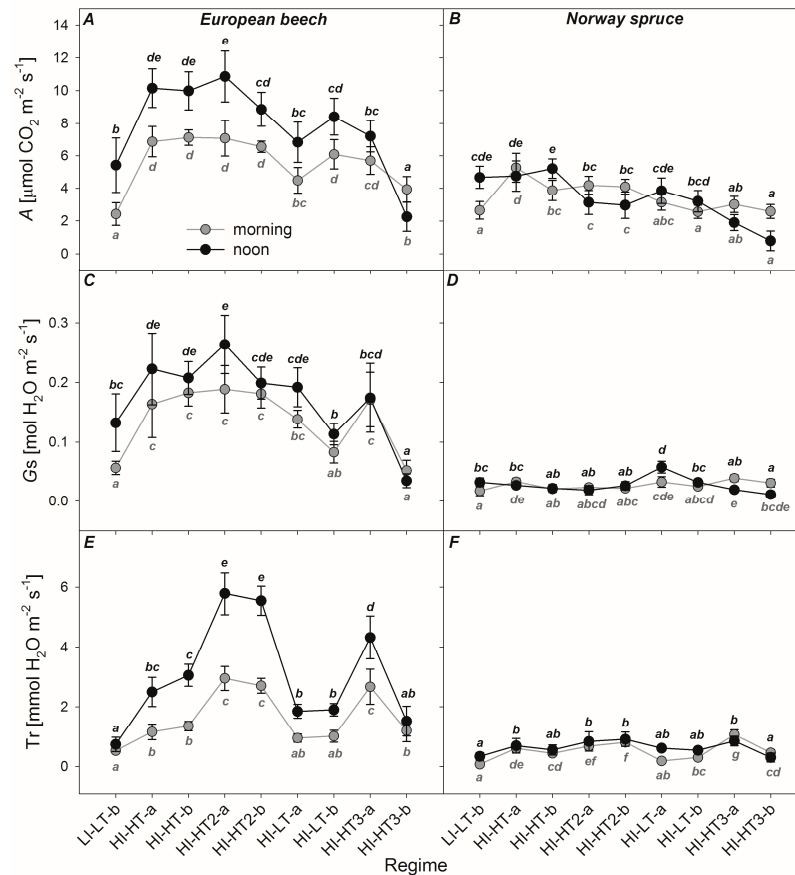 European beech
Norway spruce
A
B
A [µmol CO2 m-2 s-1]
14
12
10
8
6
4
2
0
b
de
de
e
cd
bc
cd
bc
a
a
d
d
d
d
bc
d
cd
b
morning
noon
cde
de
e
bc
bc
cde
bcd
ab
a
a
d
bc
c
c
abc
a
ab
a
C
D
Gs [mol H2O m-2 s-1]
0.3
0.2
0.1
0.0
bc
de
de
e
cde
cde
b
bcd
a
a
c
c
c
c
bc
ab
c
a
bc
bc
ab
ab
ab
d
bc
ab
a
a
de
ab
abcd
abc
cde
abcd
e
bcde
E
F
Tr [mmol H2O m-2 s-1]
6
4
2
0
a
bc
c
e
e
b
b
d
ab
a
b
b
c
c
ab
ab
c
b
a
b
ab
b
b
ab
ab
b
a
a
de
cd
ef
f
ab
bc
g
cd
LI-LT-b
HI-HT-a
HI-HT-b
HI-HT2-a
HI-HT2-b
HI-LT-a
HI-LT-b
HI-HT3-a
HI-HT3-b
LI-LT-b
HI-HT-a
HI-HT-b
HI-HT2-a
HI-HT2-b
HI-LT-a
HI-LT-b
HI-HT3-a
HI-HT3-b
Regime